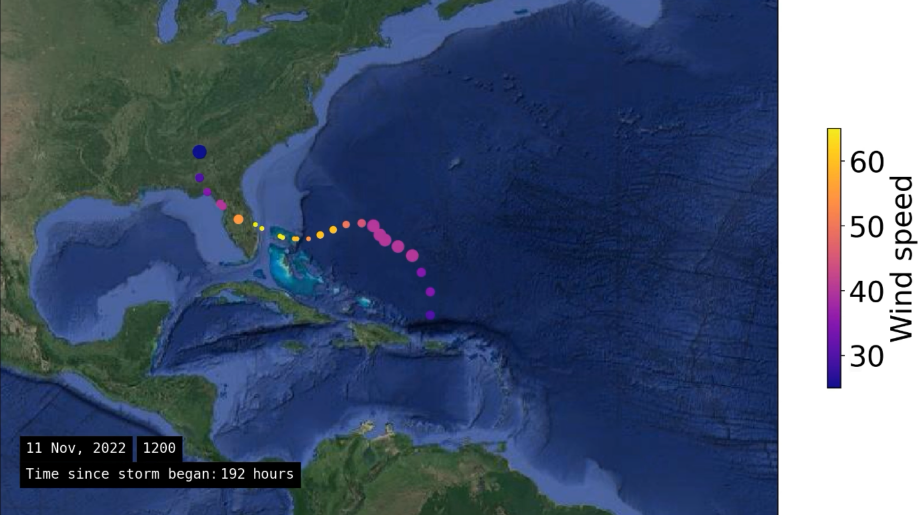 11 Nov, 2022 1200
Time since storm began: 192 hours
60
50
40
30
Wind speed